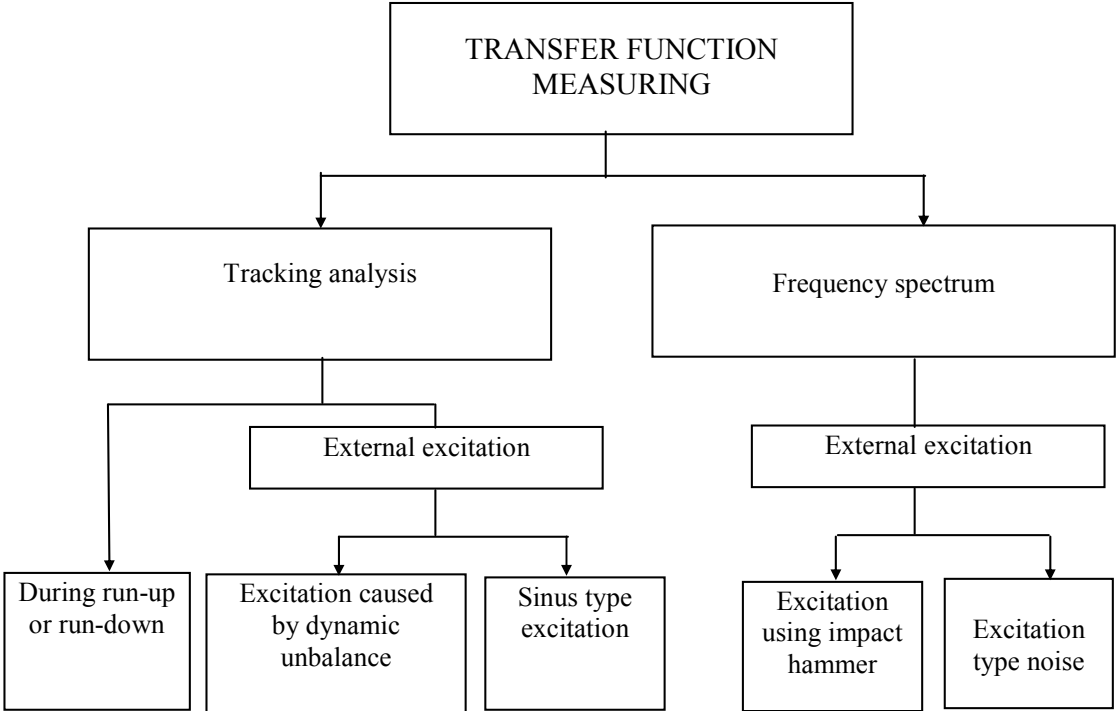 TRANSFER FUNCTION
MEASURING
Tracking analysis
Frequency spectrum
External excitation
External excitation
During run-up
or run-down
Excitation caused
by dynamic
unbalance
Sinus type
excitation
Excitation
using impact
hammer
Excitation
type noise